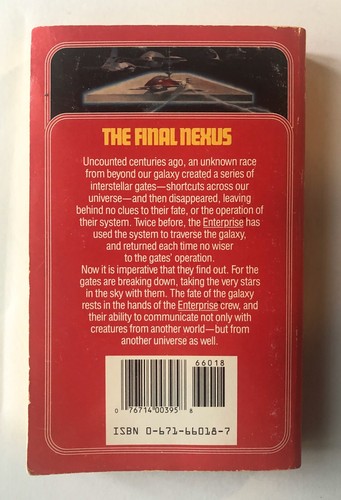 THE FINAL NEXUS
Uncounted centuries ago, an unknown race
from beyond our galaxy created a series of
interstellar gates—shortcuts across our
universe—and then disappeared, leaving
behind no clues to their fate, or the operation
of their system. Twice before, the Enterprise has
used the system to traverse the galaxy,
and returned each time no wiser
to the gates' operation.
Now it is imperative that they find out. For the
gates are breaking down, taking the very stars
in the sky with them. The fate of the galaxy
rests in the hands of the Enterprise crew, and
their ability to communicate not only with
creatures from another world—but from
another universe as well.
66018
0 76714 00395 8
ISBN 0-671-66018-7